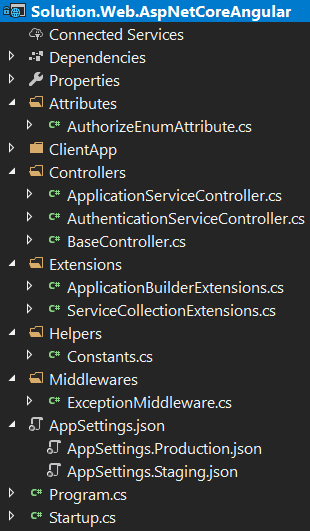 Solution.Web.AspNetCoreAngular
Connected Services
Dependencies
Properties
Attributes
C# AuthorizeEnumAttribute.cs
ClientApp
Controllers
C# ApplicationServiceController.cs
C# AuthenticationServiceController.cs
C# BaseController.cs
Extensions
C# ApplicationBuilderExtensions.cs
C# ServiceCollectionExtensions.cs
Helpers
C# Constants.cs
Middlewares
C# ExceptionMiddleware.cs
AppSettings.json
AppSettings.Production.json
AppSettings.Staging.json
C# Program.cs
C# Startup.cs